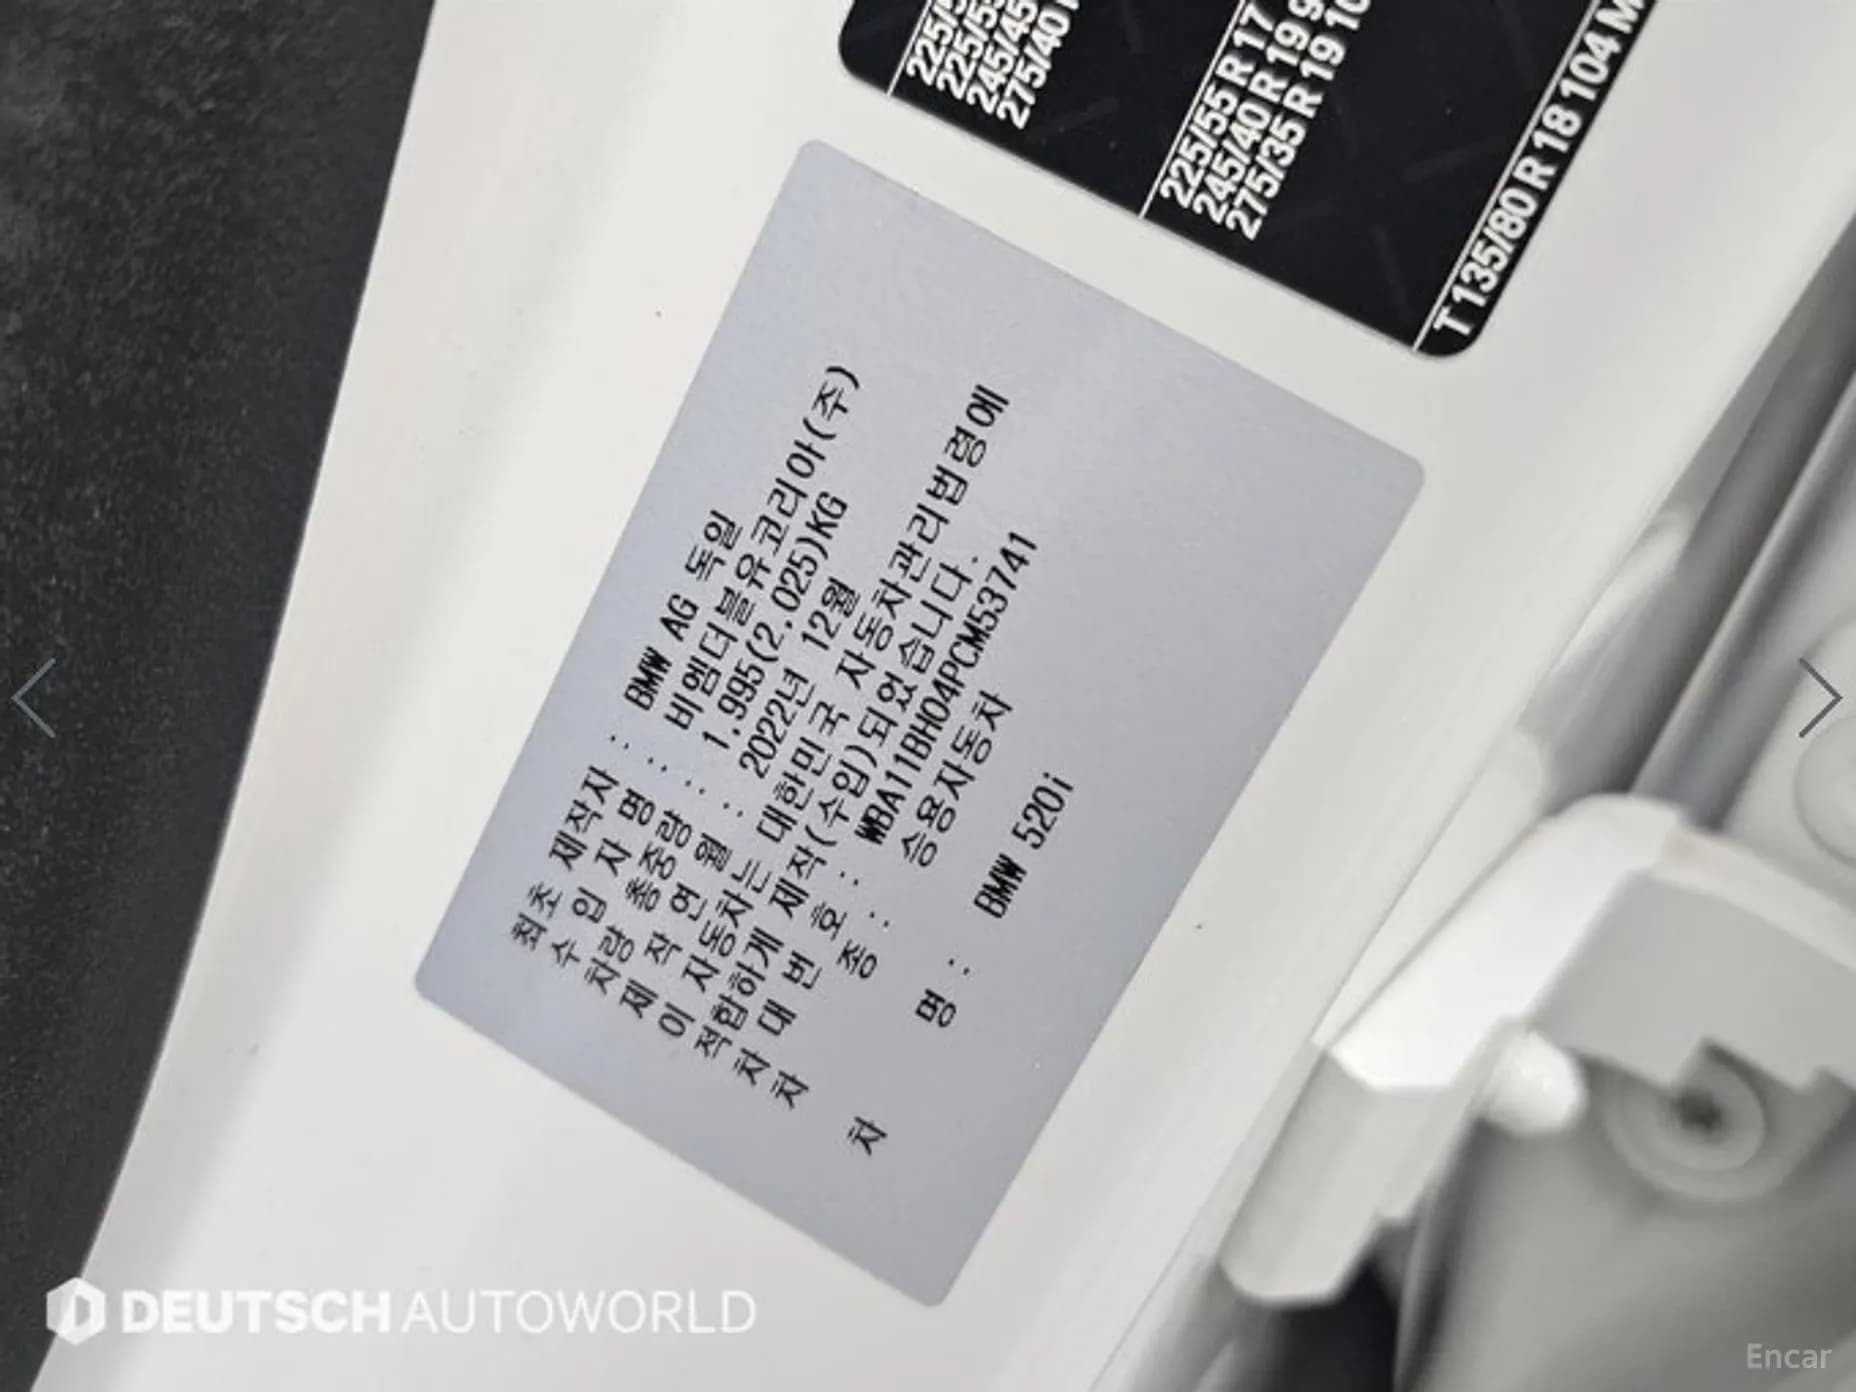 225/55 R 17
245/40 R 19 9
275/35 R 19 10
T 135/80 R 18 104 M
최초 제작자 : BMW AG 독일
수입자명 : 비엠더블유코리아(주)
차량총중량 : 1.995(2,025)KG
제작연월 : 2022년 12월
이 자동차는 대한민국 자동차관리법령에
적합하게 제작(수입)되었습니다.
차대번호 : WBA11BH04PCM53741
차종 : 승용자동차
차명 : BMW 520i
DEUTSCH AUTOWORLD
Encar